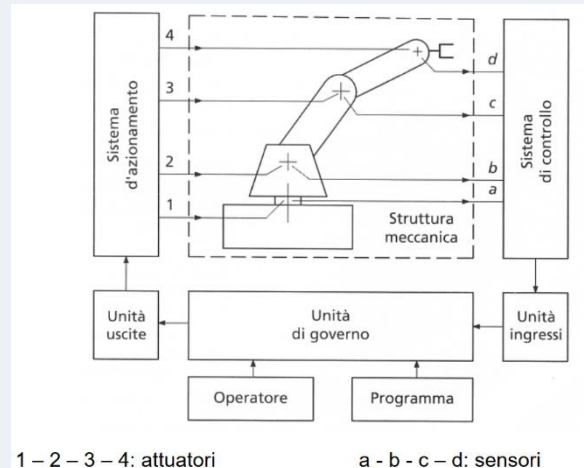 4
3
2
1
Sistema
d'azionamento
d
c
b
a
Sistema
di controllo
Struttura
meccanica
Unità
uscite
Unità
di governo
Unità
ingressi
Operatore
Programma
1 – 2 – 3 – 4: attuatori
a - b - c – d: sensori